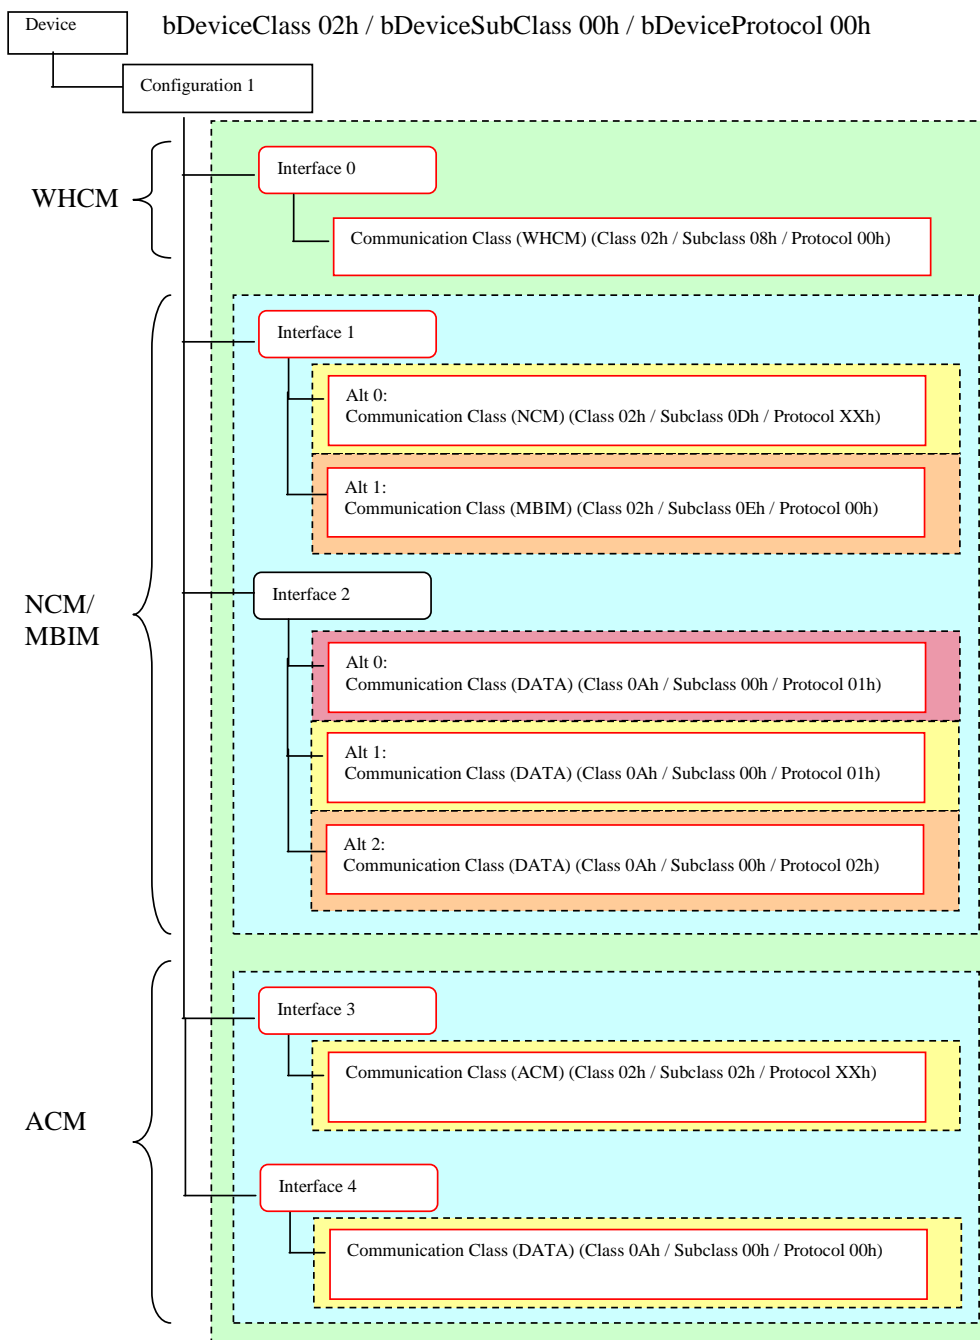 Device
bDeviceClass 02h / bDeviceSubClass 00h / bDeviceProtocol 00h
Configuration 1
WHCM
Interface 0
Communication Class (WHCM) (Class 02h / Subclass 08h / Protocol 00h)
NCM/
MBIM
Interface 1
Alt 0:
Communication Class (NCM) (Class 02h / Subclass 0Dh / Protocol XXh)
Alt 1:
Communication Class (MBIM) (Class 02h / Subclass 0Eh / Protocol 00h)
Interface 2
Alt 0:
Communication Class (DATA) (Class 0Ah / Subclass 00h / Protocol 01h)
Alt 1:
Communication Class (DATA) (Class 0Ah / Subclass 00h / Protocol 01h)
Alt 2:
Communication Class (DATA) (Class 0Ah / Subclass 00h / Protocol 02h)
ACM
Interface 3
Communication Class (ACM) (Class 02h / Subclass 02h / Protocol XXh)
Interface 4
Communication Class (DATA) (Class 0Ah / Subclass 00h / Protocol 00h)